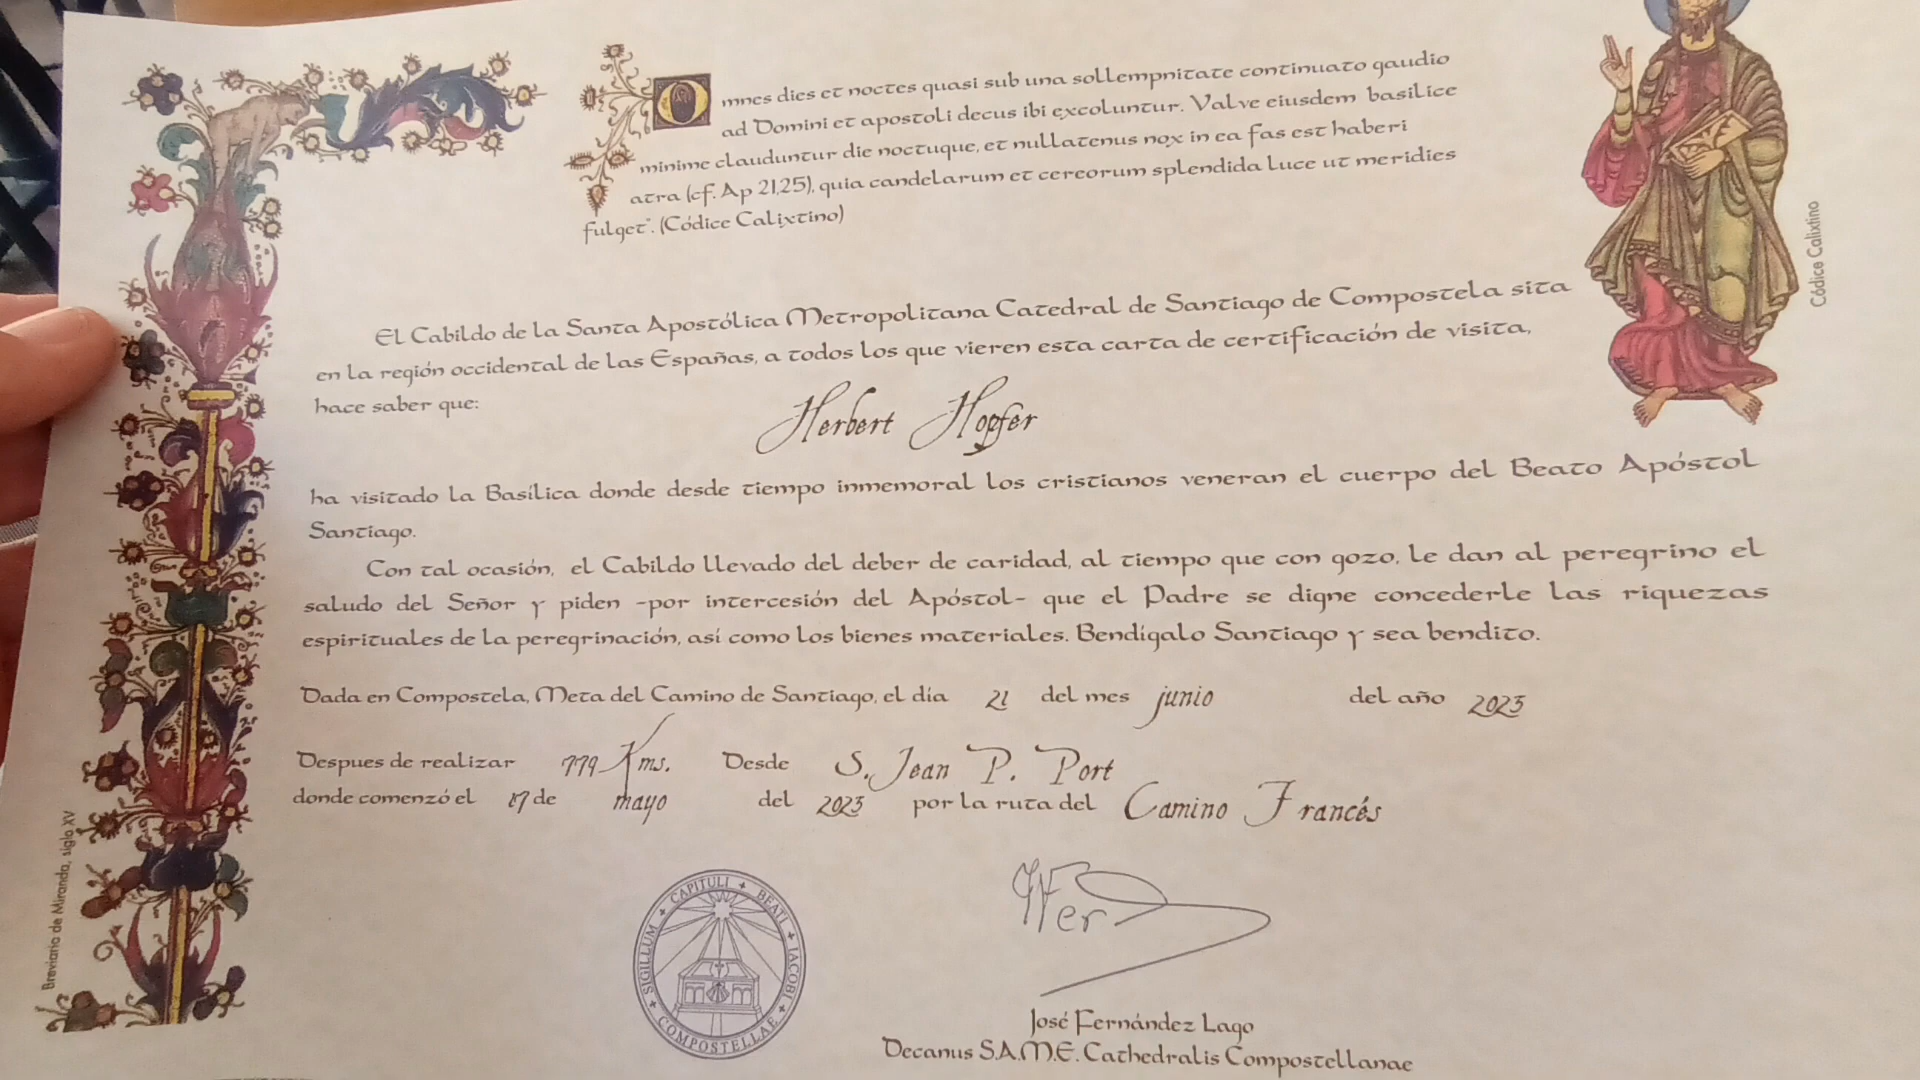 Omnes dies et noctes quasi sub una sollempnitate continuato gaudio
ad Domini et apostoli decus ibi excoluntur. Valve eiusdem basilice
minime clauduntur die noctuque, et nullatenus nox in ea fas est haberi
atra (cf. Ap 21,25), quia candelarum et cereorum splendida luce ut meridies
fulget". (Códice Calixtino)
Códice Calixtino
El Cabildo de la Santa Apostólica Metropolitana Catedral de Santiago de Compostela sita
en la región occidental de las Españas, a todos los que vieren esta carta de certificación de visita,
hace saber que:
Herbert Hopfer
ha visitado la Basílica donde desde tiempo inmemoral los cristianos veneran el cuerpo del Beato Apóstol
Santiago.
Con tal ocasión, el Cabildo llevado del deber de caridad, al tiempo que con gozo, le dan al peregrino el
saludo del Señor y piden -por intercesión del Apóstol- que el Padre se digne concederle las riquezas
espirituales de la peregrinación, así como los bienes materiales. Bendígalo Santiago y sea bendito.
Dada en Compostela, Meta del Camino de Santiago, el día 21 del mes junio del año 2023
Despues de realizar 779 Kms. Desde S. Jean P. Port
donde comenzó el 17 de mayo del 2023 por la ruta del Camino Francés
Breviario de Miranda, siglo XV
SIGILLUM + CAPITULI + BEATI + IACOBI + COMPOSTELLAE +
José Fernández Lago
Decanus S.A.M.E. Cathedralis Compostellanae